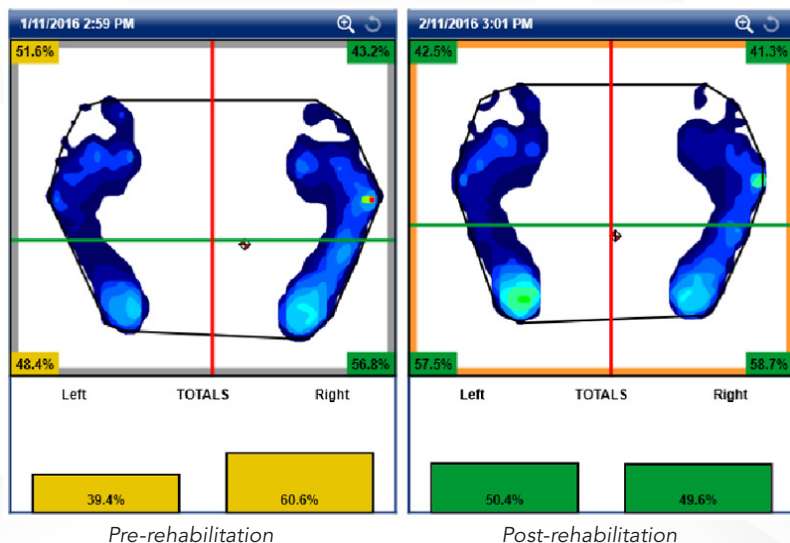 1/11/2016 2:59 PM
51.6%
43.2%
48.4%
56.8%
Left
TOTALS
Right
39.4%
60.6%
Pre-rehabilitation
2/11/2016 3:01 PM
42.5%
41.3%
57.5%
58.7%
Left
TOTALS
Right
50.4%
49.6%
Post-rehabilitation